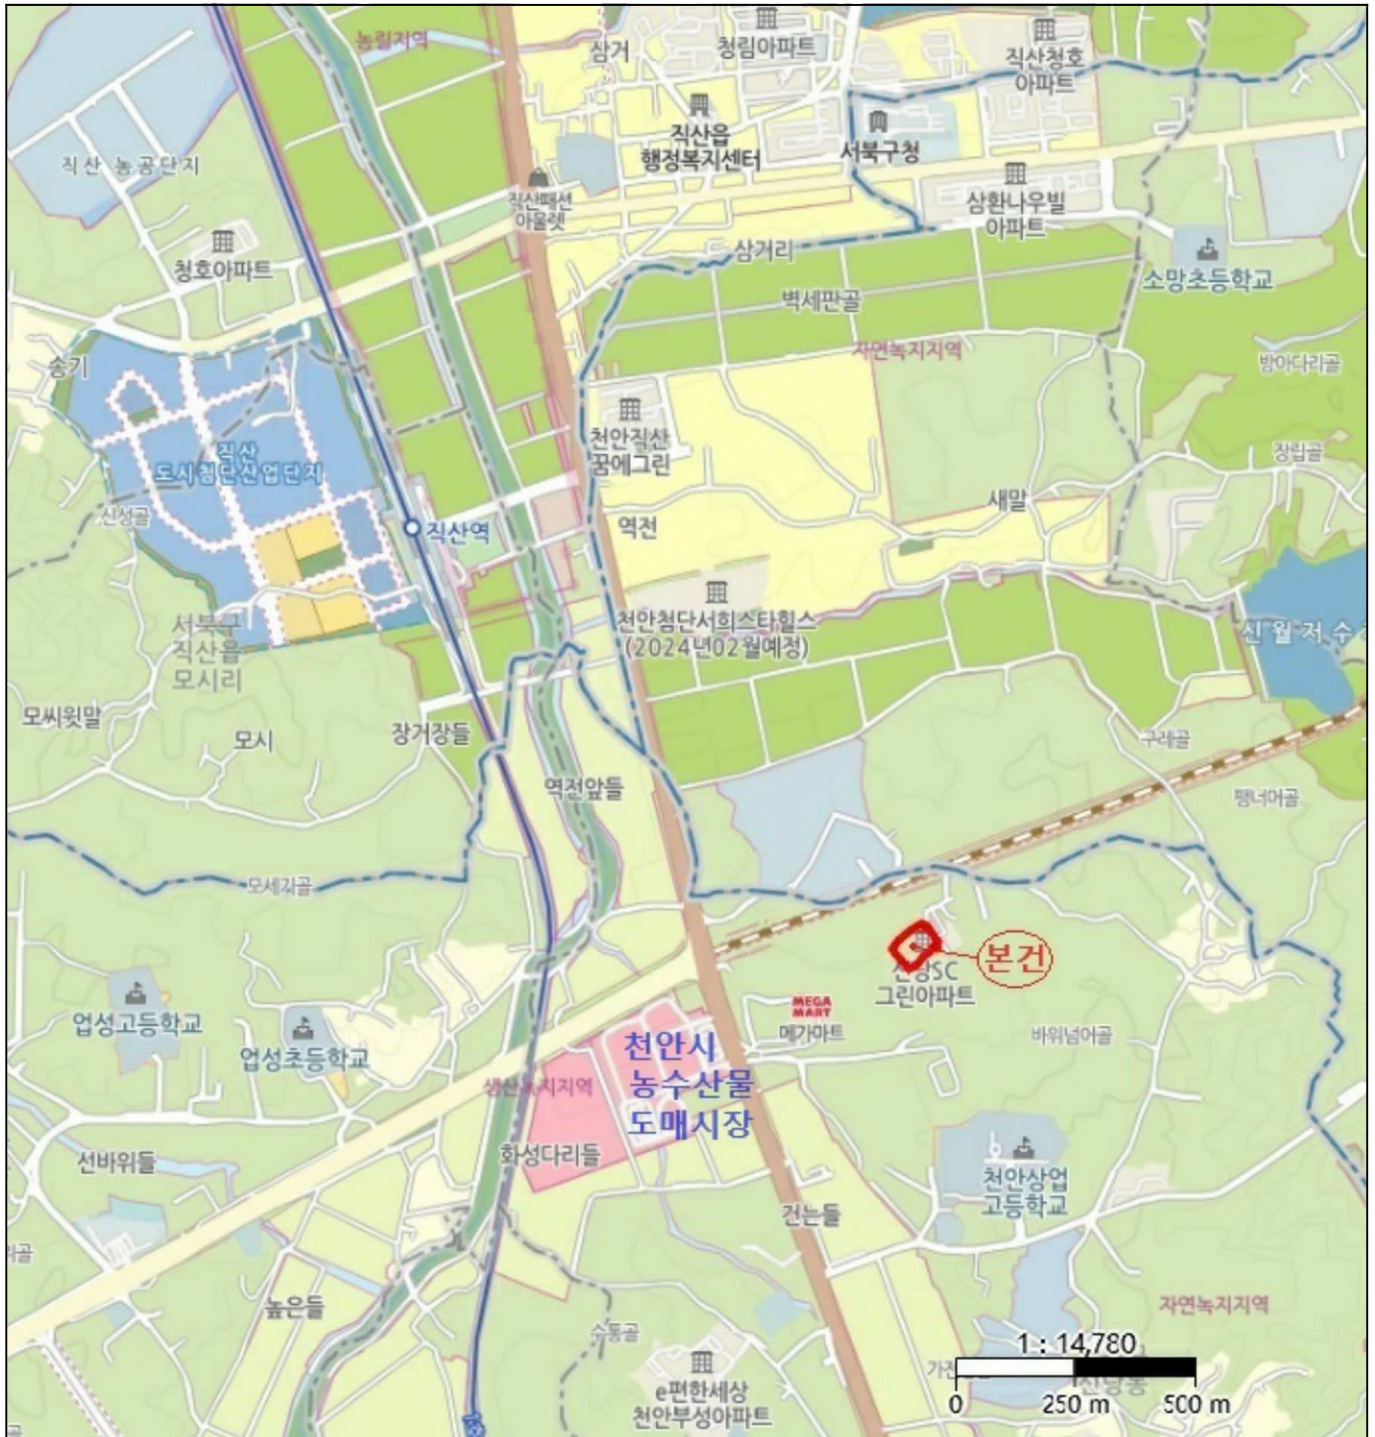 농림지역
삼거
청림아파트
직산청호
아파트
직산읍
행정복지센터
서북구청
직산 농공단지
직산패션
아울렛
삼환나우빌
아파트
청호아파트
삼거리
소망초등학교
벽세판골
자연녹지지역
방아다리골
송기
천안직산
꿈에그린
직산
도시첨단산업단지
장립골
신성골
새말
직산역
역전
천안첨단서희스타힐스
(2024년02월예정)
신월저수
서북구
직산읍
모시리
모씨윗말
모시
장거장들
구레골
역전앞들
팽너머골
모세지골
본건
SC
그린아파트
MEGA
MART
메가마트
바위넘어골
업성고등학교
업성초등학교
천안시
농수산물
도매시장
생산녹지지역
선바위들
화성다리들
천안상업
고등학교
건는들
높은들
자연녹지지역
수통골
1 : 14,780
e편한세상
천안부성아파트
0
250 m
500 m